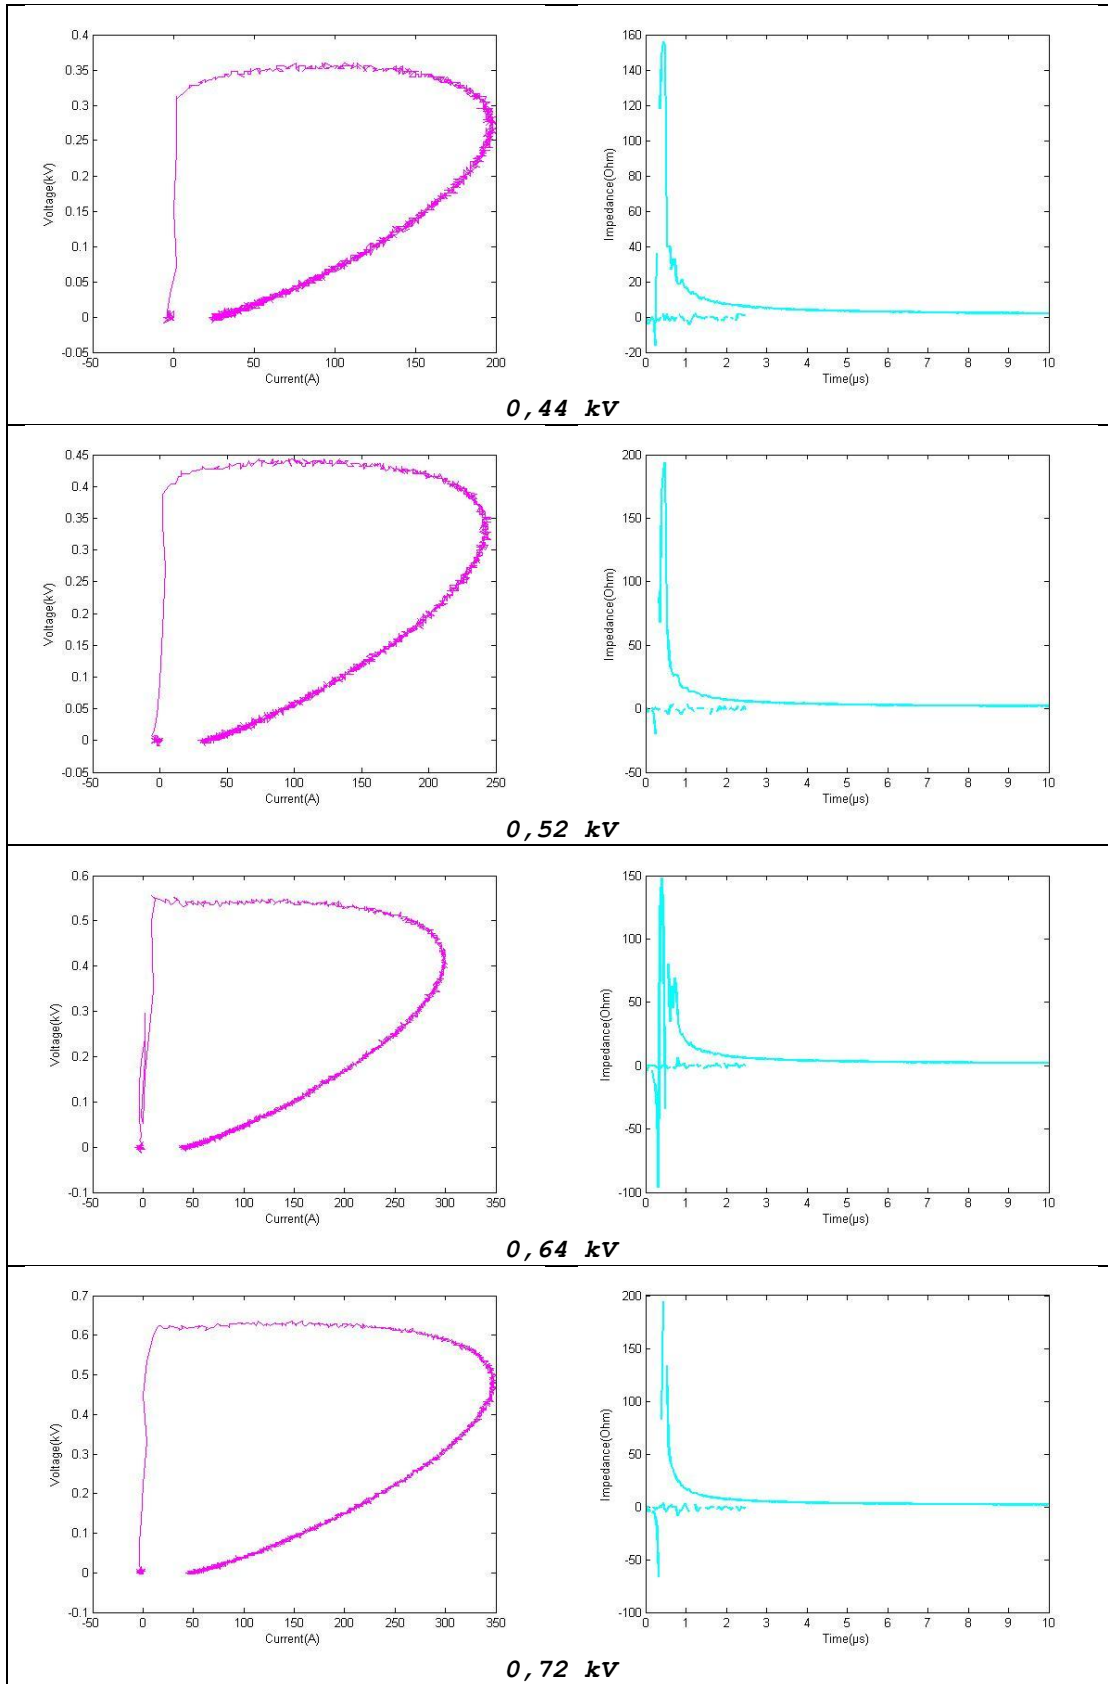 0.4
0.35
0.3
0.25
0.2
0.15
0.1
0.05
0
-0.05
Voltage(kV)
-50 0 50 100 150 200
Current(A)
160
140
120
100
80
60
40
20
0
-20
Impedance(Ohm)
0 1 2 3 4 5 6 7 8 9 10
Time(µs)
0,44 kV
0.45
0.4
0.35
0.3
0.25
0.2
0.15
0.1
0.05
0
-0.05
Voltage(kV)
-50 0 50 100 150 200 250
Current(A)
200
150
100
50
0
-50
Impedance(Ohm)
0 1 2 3 4 5 6 7 8 9 10
Time(µs)
0,52 kV
0.6
0.5
0.4
0.3
0.2
0.1
0
-0.1
Voltage(kV)
-50 0 50 100 150 200 250 300 350
Current(A)
150
100
50
0
-50
-100
Impedance(Ohm)
0 1 2 3 4 5 6 7 8 9 10
Time(µs)
0,64 kV
0.7
0.6
0.5
0.4
0.3
0.2
0.1
0
-0.1
Voltage(kV)
-50 0 50 100 150 200 250 300 350
Current(A)
200
150
100
50
0
-50
-100
Impedance(Ohm)
0 1 2 3 4 5 6 7 8 9 10
Time(µs)
0,72 kV